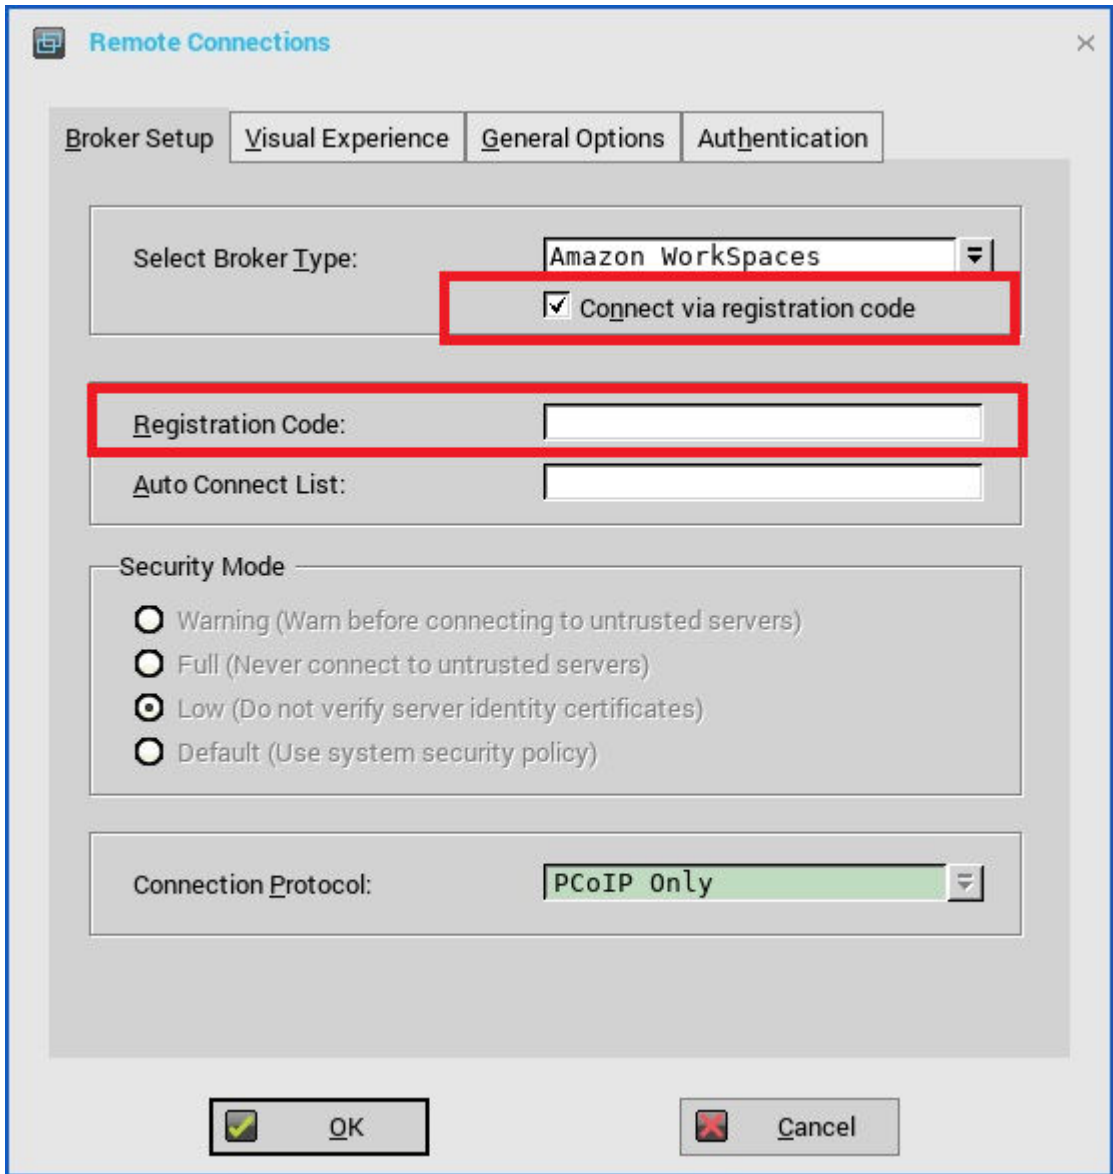 Remote Connections
Broker Setup Visual Experience General Options Authentication
Select Broker Type: Amazon WorkSpaces
Connect via registration code
Registration Code:
Auto Connect List:
Security Mode
Warning (Warn before connecting to untrusted servers)
Full (Never connect to untrusted servers)
Low (Do not verify server identity certificates)
Default (Use system security policy)
Connection Protocol: PCoIP Only
OK Cancel